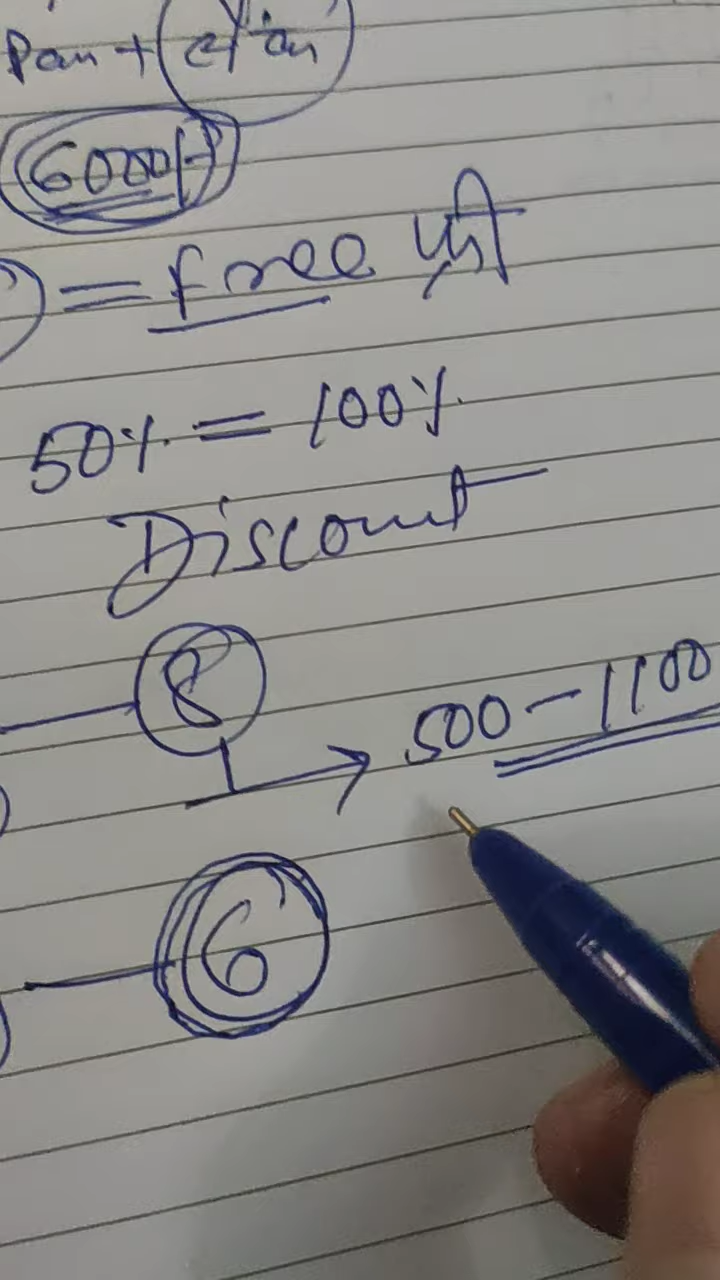 Pan +
6000/-
= free फ्री
50% = 100%
Discount
8
500 - 1100
6